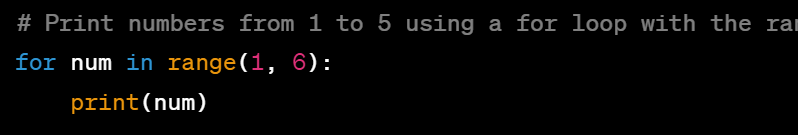 # Print numbers from 1 to 5 using a for loop with the
for num in range(1, 6):
    print(num)